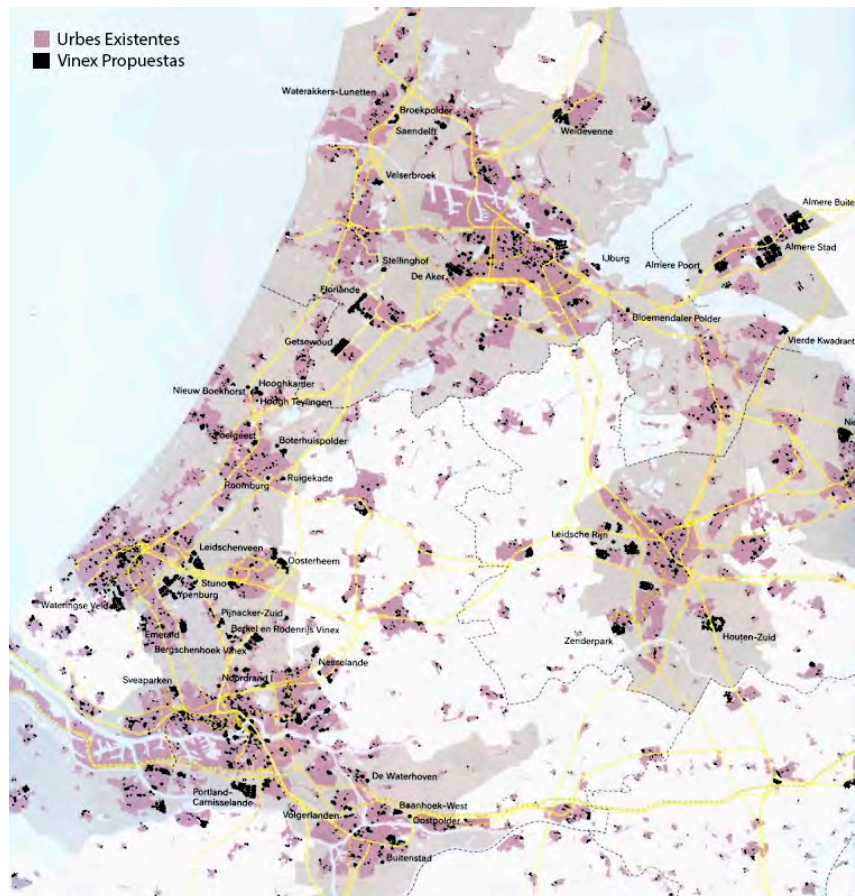 Urbes Existentes
Vinex Propuestas
Waterakkers-Lunetten
Broekpolder
Saendelft
Weidevenne
Velserbroek
Almere Buite
Almere Stad
Stellinghof
IJburg
Almere Poort
De Aker
Floriande
Bloemendaler Polder
Vierde Kwadrant
Getsewoud
Hooghkamer
Nieuw Boekhorst
Hoogh Teylingen
Nie
Poelgeest
Boterhuispolder
Roomburg
Ruigekade
Leidsche Rijn
Leidschenveen
Oosterheem
Stuno
Ypenburg
Wateringse Veld
Pijnacker-Zuid
Emerald
Berkel en Rodenrijs Vinex
Bergschenhoek Vinex
Zenderpark
Houten-Zuid
Nesselande
Sveaparken
Noordrand I
De Waterhoven
Portland-
Carnisselande
Baanhoek-West
Volgerlanden
Oostpolder
Buitenstad